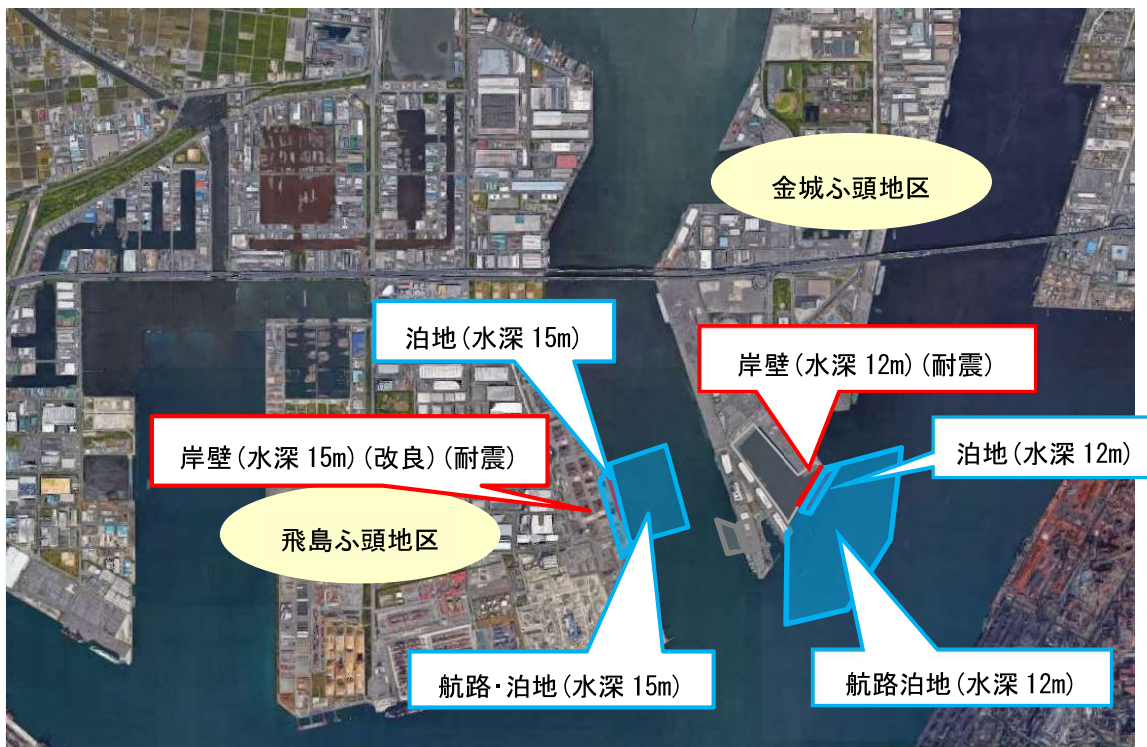 金城ふ頭地区
泊地(水深 15m)
岸壁(水深 12m)(耐震)
岸壁(水深 15m)(改良)(耐震)
泊地(水深 12m)
飛島ふ頭地区
航路・泊地(水深 15m)
航路泊地(水深 12m)